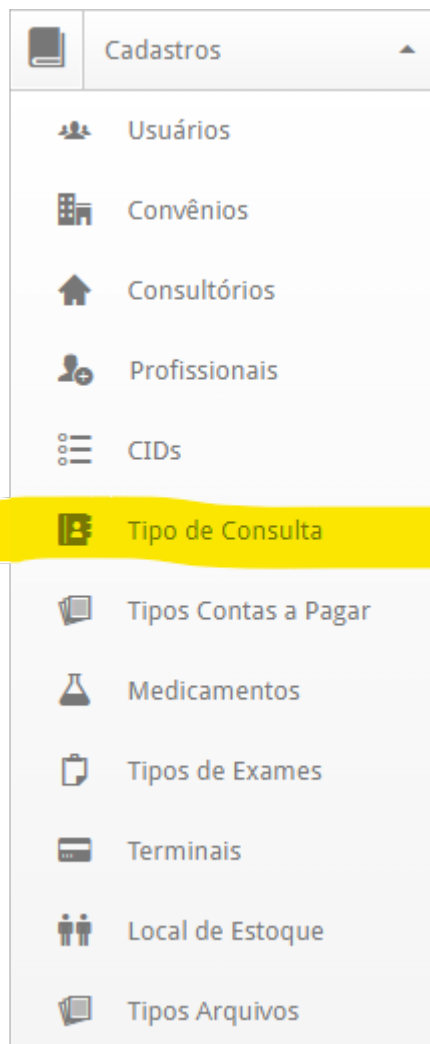 Cadastros
Usuários
Convênios
Consultórios
Profissionais
CIDs
Tipo de Consulta
Tipos Contas a Pagar
Medicamentos
Tipos de Exames
Terminais
Local de Estoque
Tipos Arquivos